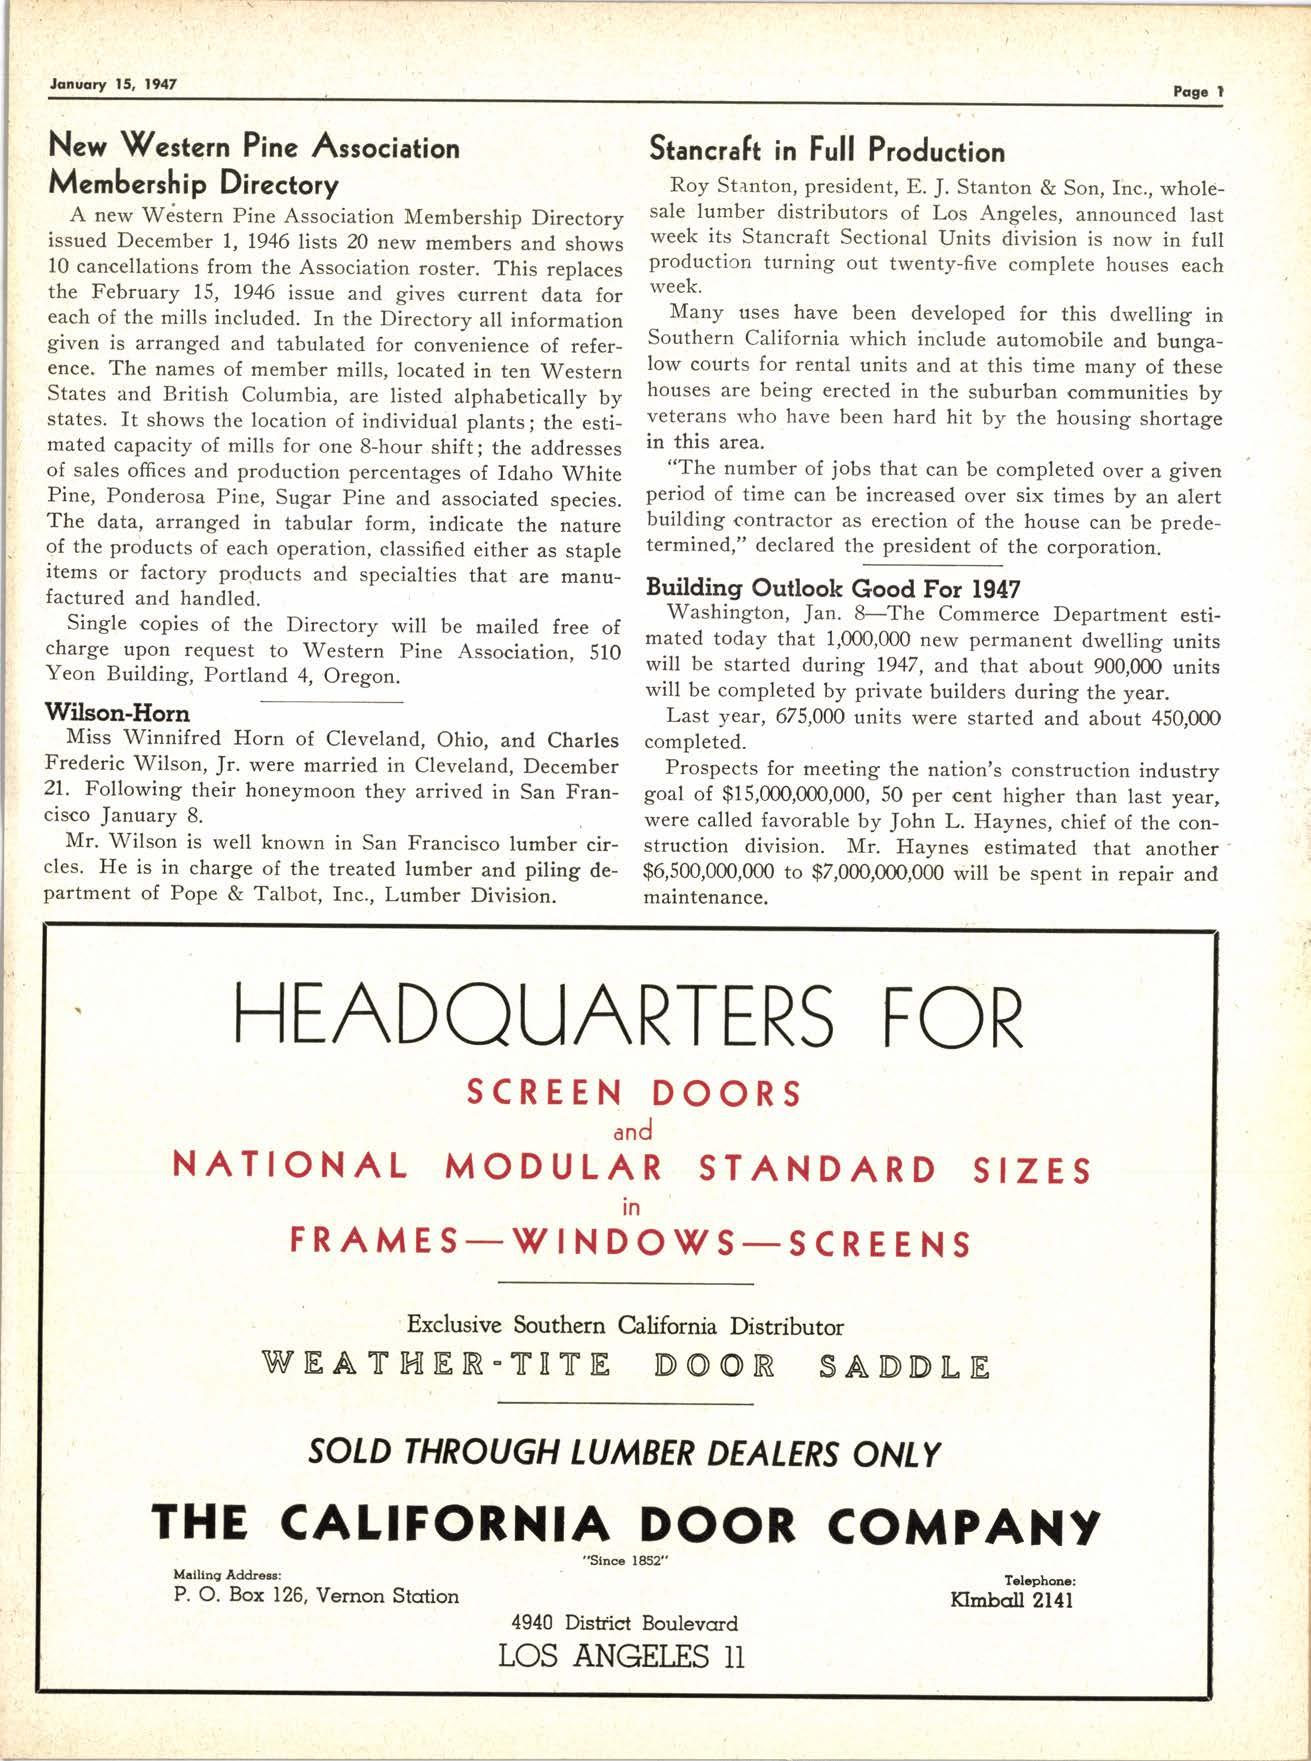 January 15, 1947
Page 1
New Western Pine Association
Membership Directory
A new Western Pine Association Membership Directory
issued December 1, 1946 lists 20 new members and shows
10 cancellations from the Association roster. This replaces
the February 15, 1946 issue and gives current data for
each of the mills included. In the Directory all information
given is arranged and tabulated for convenience of refer-
ence. The names of member mills, located in ten Western
States and British Columbia, are listed alphabetically by
states. It shows the location of individual plants; the esti-
mated capacity of mills for one 8-hour shift; the addresses
of sales offices and production percentages of Idaho White
Pine, Ponderosa Pine, Sugar Pine and associated species.
The data, arranged in tabular form, indicate the nature
of the products of each operation, classified either as staple
items or factory products and specialties that are manu-
factured and handled.
Single copies of the Directory will be mailed free of
charge upon request to Western Pine Association, 510
Yeon Building, Portland 4, Oregon.
Wilson-Horn
Miss Winnifred Horn of Cleveland, Ohio, and Charles
Frederic Wilson, Jr. were married in Cleveland, December
21. Following their honeymoon they arrived in San Fran-
cisco January 8.
Mr. Wilson is well known in San Francisco lumber cir-
cles. He is in charge of the treated lumber and piling de-
partment of Pope & Talbot, Inc., Lumber Division.
Stancraft in Full Production
Roy Stanton, president, E. J. Stanton & Son, Inc., whole-
sale lumber distributors of Los Angeles, announced last
week its Stancraft Sectional Units division is now in full
production turning out twenty-five complete houses each
week.
Many uses have been developed for this dwelling in
Southern California which include automobile and bunga-
low courts for rental units and at this time many of these
houses are being erected in the suburban communities by
veterans who have been hard hit by the housing shortage
in this area.
"The number of jobs that can be completed over a given
period of time can be increased over six times by an alert
building contractor as erection of the house can be prede-
termined," declared the president of the corporation.
Building Outlook Good For 1947
Washington, Jan. 8—The Commerce Department esti-
mated today that 1,000,000 new permanent dwelling units
will be started during 1947, and that about 900,000 units
will be completed by private builders during the year.
Last year, 675,000 units were started and about 450,000
completed.
Prospects for meeting the nation's construction industry
goal of $15,000,000,000, 50 per cent higher than last year,
were called favorable by John L. Haynes, chief of the con-
struction division. Mr. Haynes estimated that another
$6,500,000,000 to $7,000,000,000 will be spent in repair and
maintenance.
HEADQUARTERS FOR
SCREEN DOORS
and
NATIONAL MODULAR STANDARD SIZES
in
FRAMES—WINDOWS—SCREENS
Exclusive Southern California Distributor
WEATHER-TITE DOOR SADDLE
SOLD THROUGH LUMBER DEALERS ONLY
THE CALIFORNIA DOOR COMPANY
"Since 1852"
Mailing Address:
P. O. Box 126, Vernon Station
Telephone:
KImball 2141
4940 District Boulevard
LOS ANGELES 11